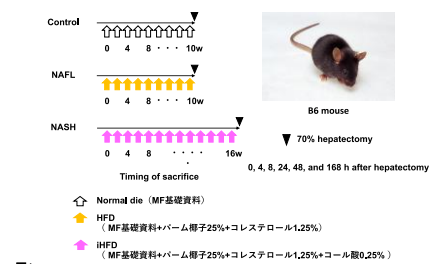 Control
0 4 8 ・ ・ ・ 10w
NAFL
0 4 8 ・ ・ ・ 10w
NASH
0 4 8 ・ ・ ・ ・ 16w
Timing of sacrifice
B6 mouse
70% hepatectomy
0, 4, 8, 24, 48, and 168 h after hepatectomy
Normal die（MF基礎資料）
HFD
（ MF基礎資料+パーム椰子25%+コレステロール1.25%）
iHFD
（ MF基礎資料+パーム椰子25%+コレステロール1.25%+コール酸0.25% ）